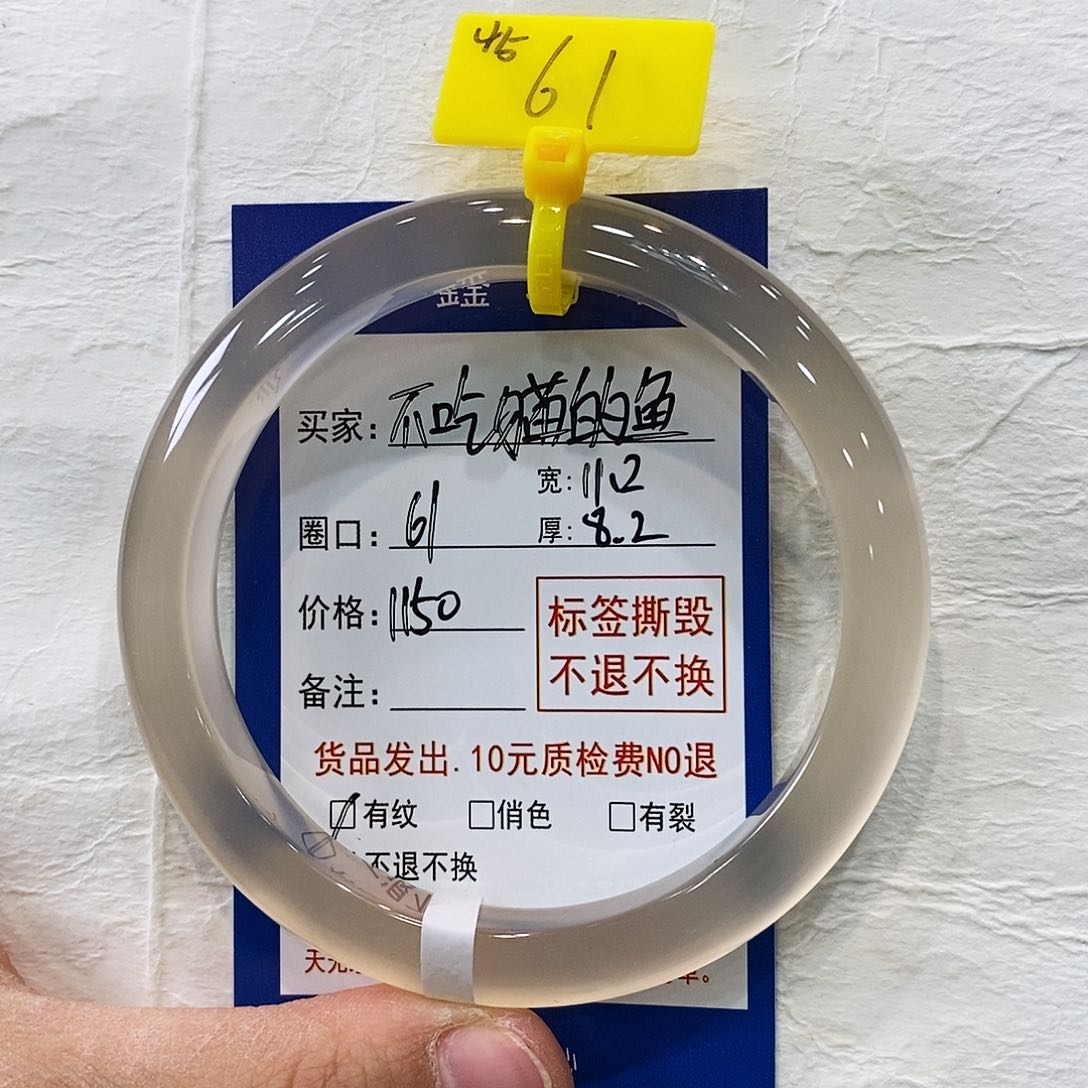 61
鑫
买家: 不吃猫的鱼
宽: 11.2
圈口: 61
厚: 8.2
价格: 1150
标签撕毁
不退不换
备注:
货品发出.10元质检费NO退
有纹 俏色 有裂
不退不换